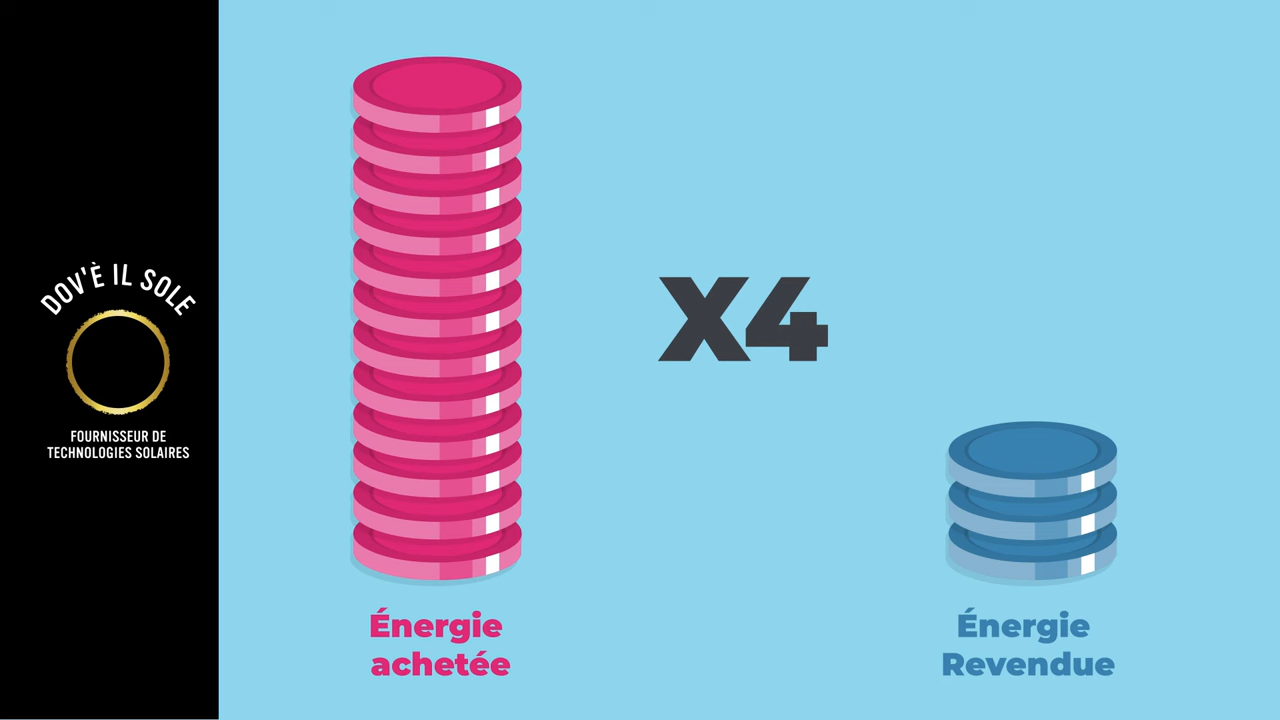 DOV'È IL SOLE
FOURNISSEUR DE
TECHNOLOGIES SOLAIRES
X4
Énergie
achetée
Énergie
Revendue